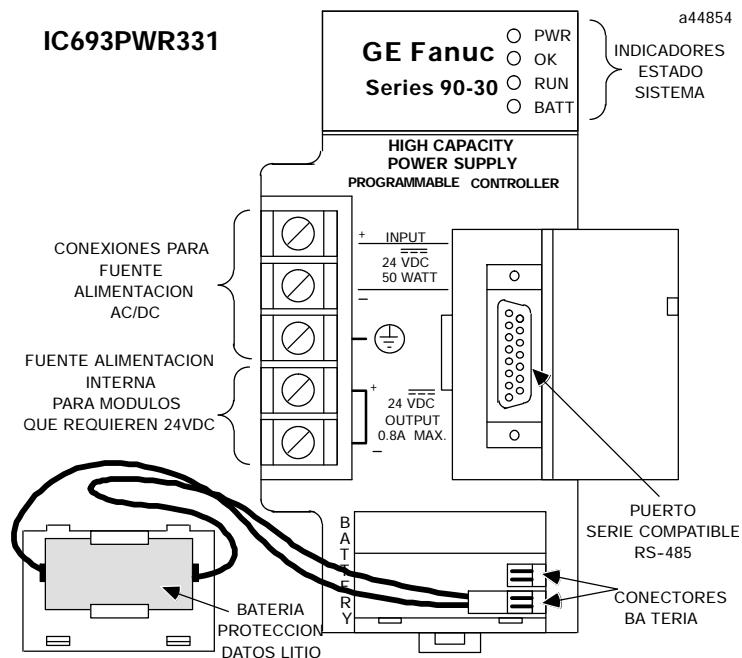 IC693PWR331
a44854
GE Fanuc
Series 90-30
PWR
OK
RUN
BATT
INDICADORES
ESTADO
SISTEMA
HIGH CAPACITY
POWER SUPPLY
PROGRAMMABLE CONTROLLER
CONEXIONES PARA
FUENTE
ALIMENTACION
AC/DC
+ INPUT
24 VDC
50 WATT
−
FUENTE ALIMENTACION
INTERNA
PARA MODULOS
QUE REQUIEREN 24VDC
+
24 VDC
OUTPUT
0.8A MAX.
−
BATTERY
PUERTO
SERIE COMPATIBLE
RS-485
CONECTORES
BA TERIA
BATERIA
PROTECCION
DATOS LITIO